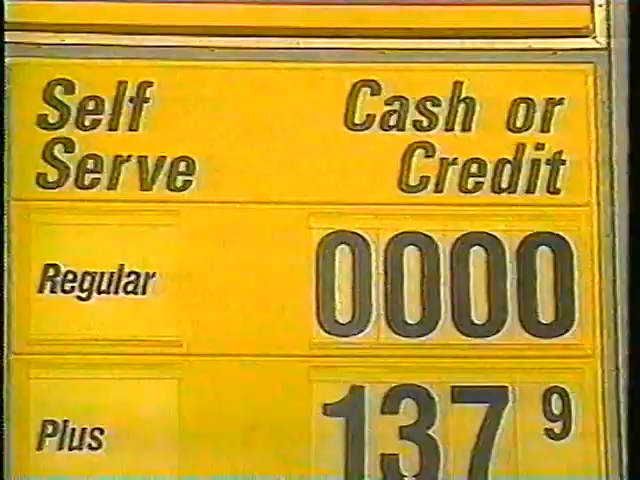 Self Serve
Cash or Credit
Regular 0000
Plus 137 9